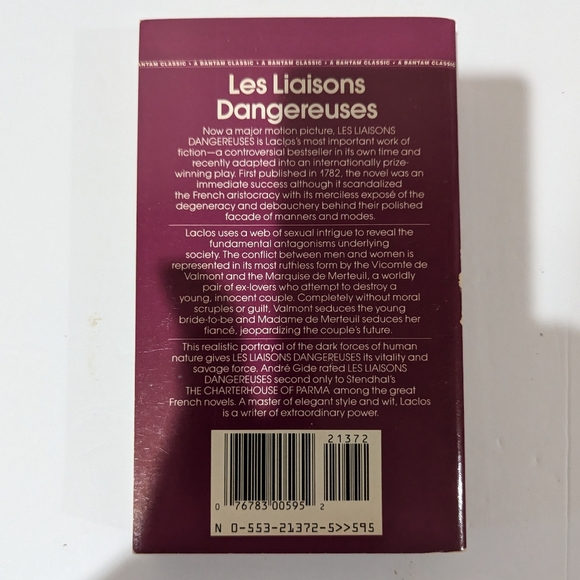 ANTAM CLASSIC • A BANTAM CLASSIC • A BANTAM CLASSIC • A BANTAM CLASSIC • A BANTAM CLASSIC
Les Liaisons
Dangereuses
Now a major motion picture, LES LIAISONS
DANGEREUSES is Laclos's most important work of
fiction—a controversial bestseller in its own time and
recently adapted into an internationally prize-
winning play. First published in 1782, the novel was an
immediate success although it scandalized
the French aristocracy with its merciless exposé of the
degeneracy and debauchery behind their polished
facade of manners and modes.
Laclos uses a web of sexual intrigue to reveal the
fundamental antagonisms underlying
society. The conflict between men and women is
represented in its most ruthless form by the Vicomte de
Valmont and the Marquise de Merteuil, a worldly
pair of ex-lovers who attempt to destroy a
young, innocent couple. Completely without moral
scruples or guilt, Valmont seduces the young
bride-to-be and Madame de Merteuil seduces her
fiancé, jeopardizing the couple's future.
This realistic portrayal of the dark forces of human
nature gives LES LIAISONS DANGEREUSES its vitality and
savage force. André Gide rated LES LIAISONS
DANGEREUSES second only to Stendhal's
THE CHARTERHOUSE OF PARMA among the great
French novels. A master of elegant style and wit, Laclos
is a writer of extraordinary power.
21372
0 76783 00595 2
N 0-553-21372-5>>595